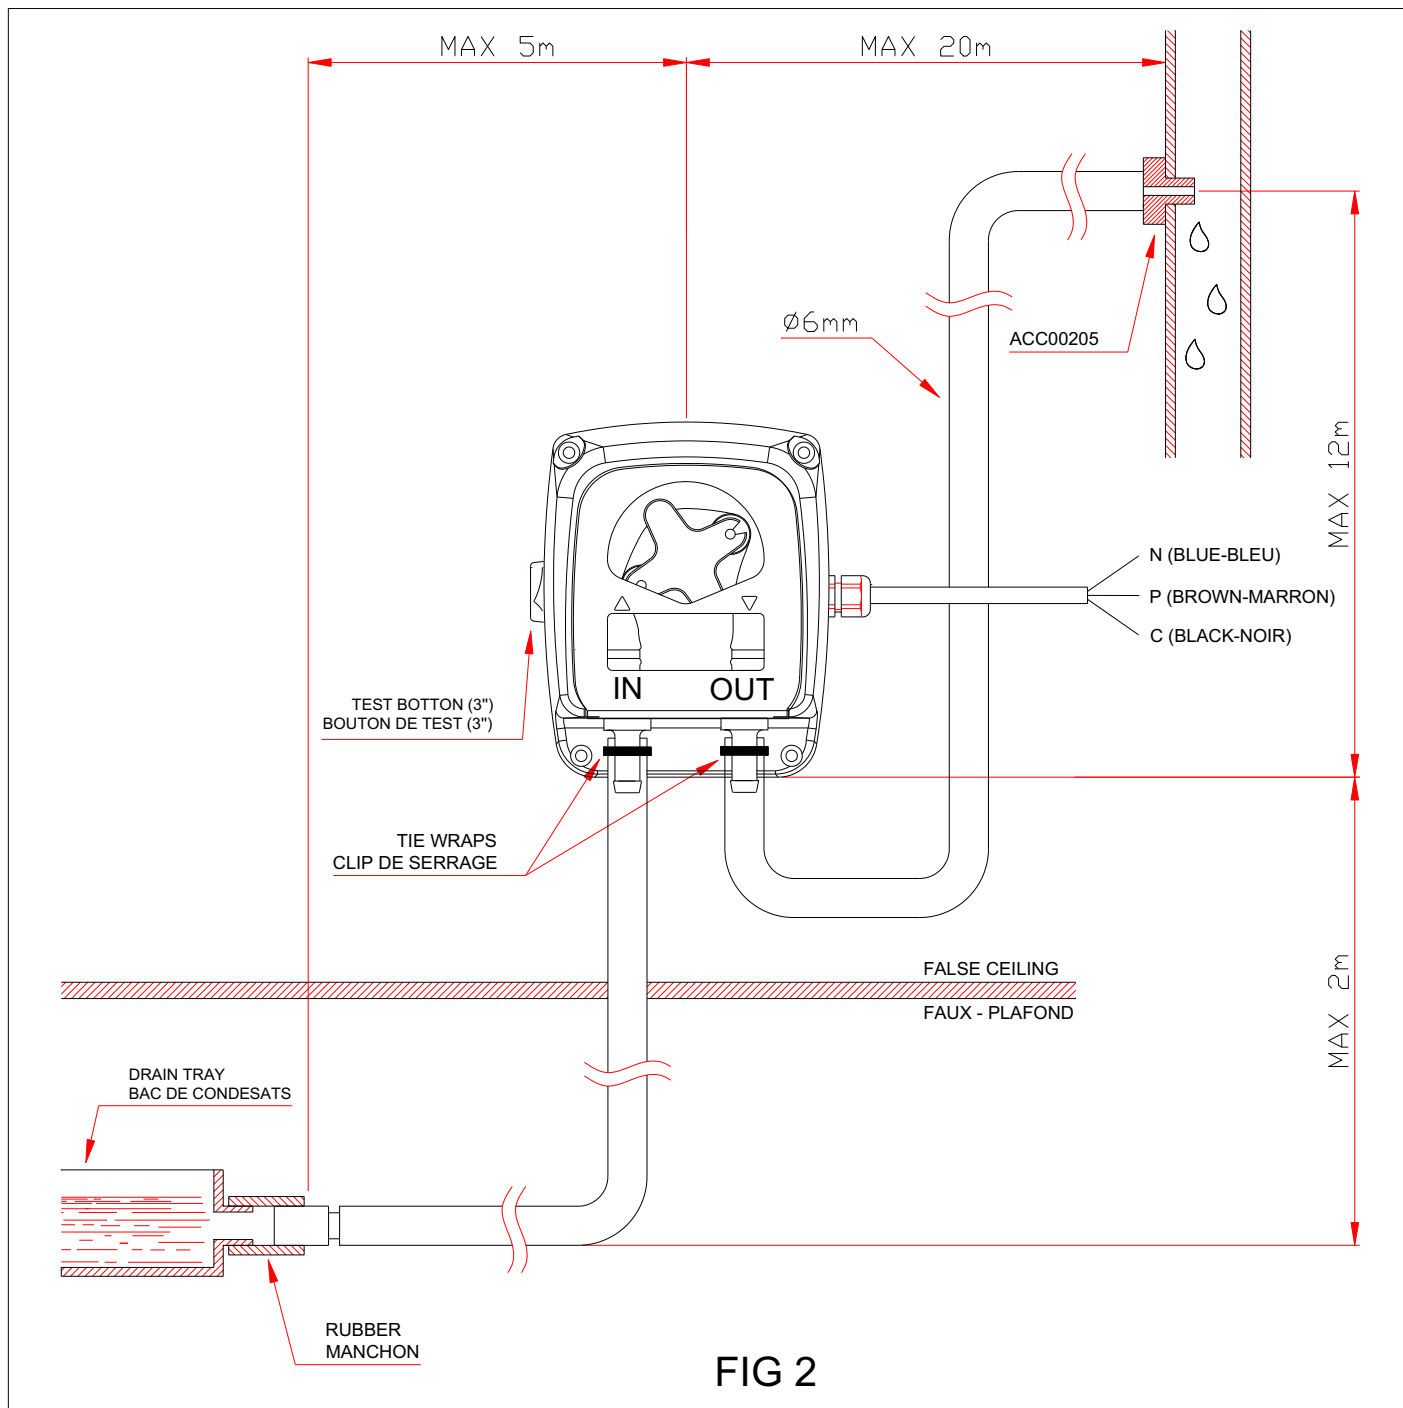 MAX 5m
MAX 20m
Ø6mm
ACC00205
MAX 12m
N (BLUE-BLEU)
P (BROWN-MARRON)
C (BLACK-NOIR)
IN
OUT
TEST BOTTON (3")
BOUTON DE TEST (3")
TIE WRAPS
CLIP DE SERRAGE
FALSE CEILING
FAUX - PLAFOND
MAX 2m
DRAIN TRAY
BAC DE CONDESATS
RUBBER
MANCHON
FIG 2